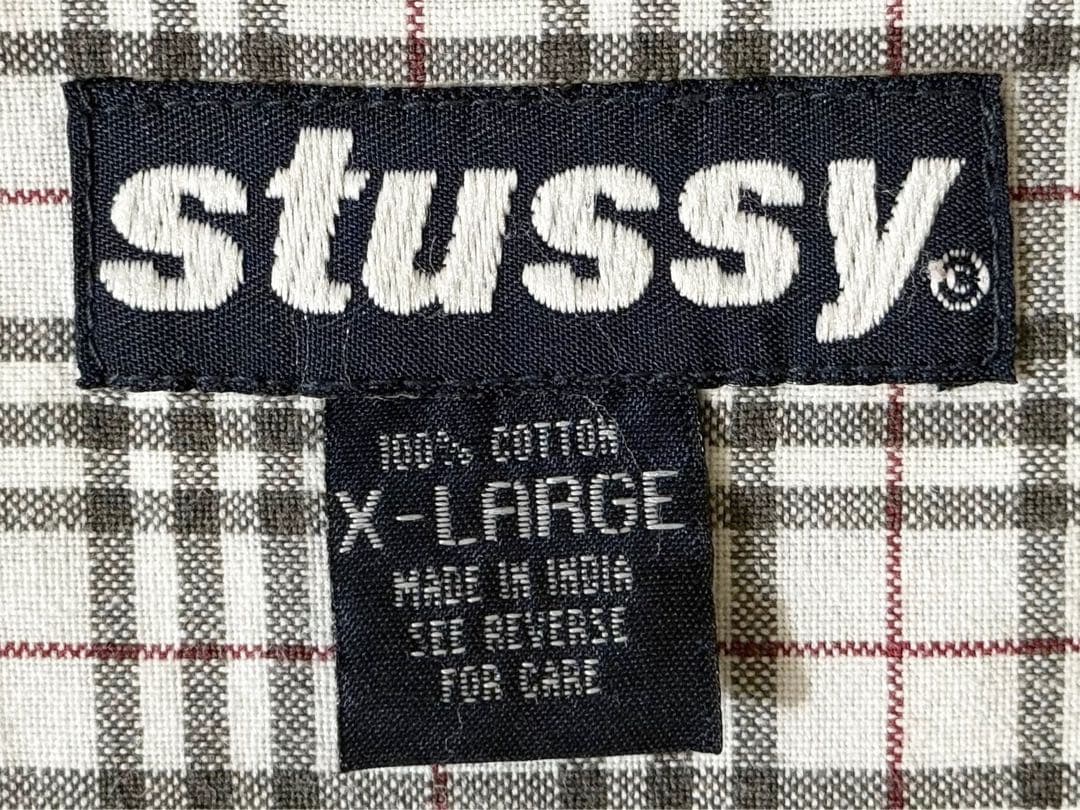 stussy®
100% COTTON
X-LARGE
MADE IN INDIA
SEE REVERSE
FOR CARE